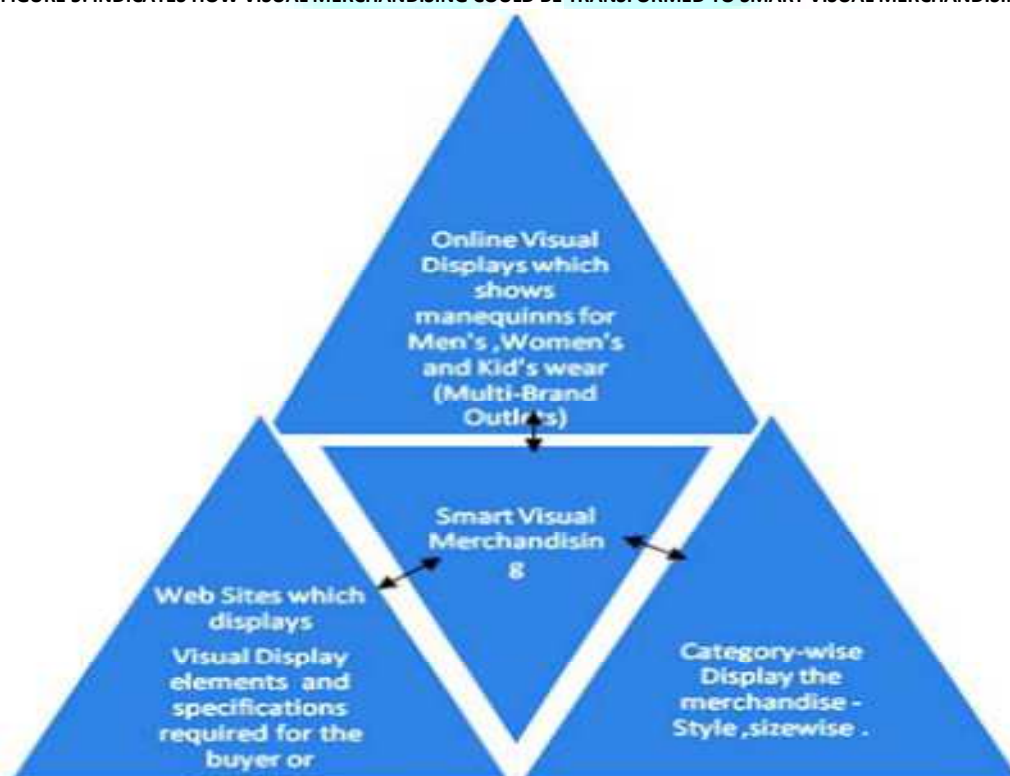 FIGURE 5: INDICATES HOW VISUAL MERCHANDISING COULD BE TRANSFORMED TO SMART VISUAL MERCHANDISIN
Online Visual
Displays which
shows
manequinns for
Men's ,Women's
and Kid's wear
(Multi-Brand
Outlets)
Smart Visual
Merchandisin
g
Web Sites which
displays
Visual Display
elements and
specifications
required for the
buyer or
Category-wise
Display the
merchandise -
Style ,sizewise .